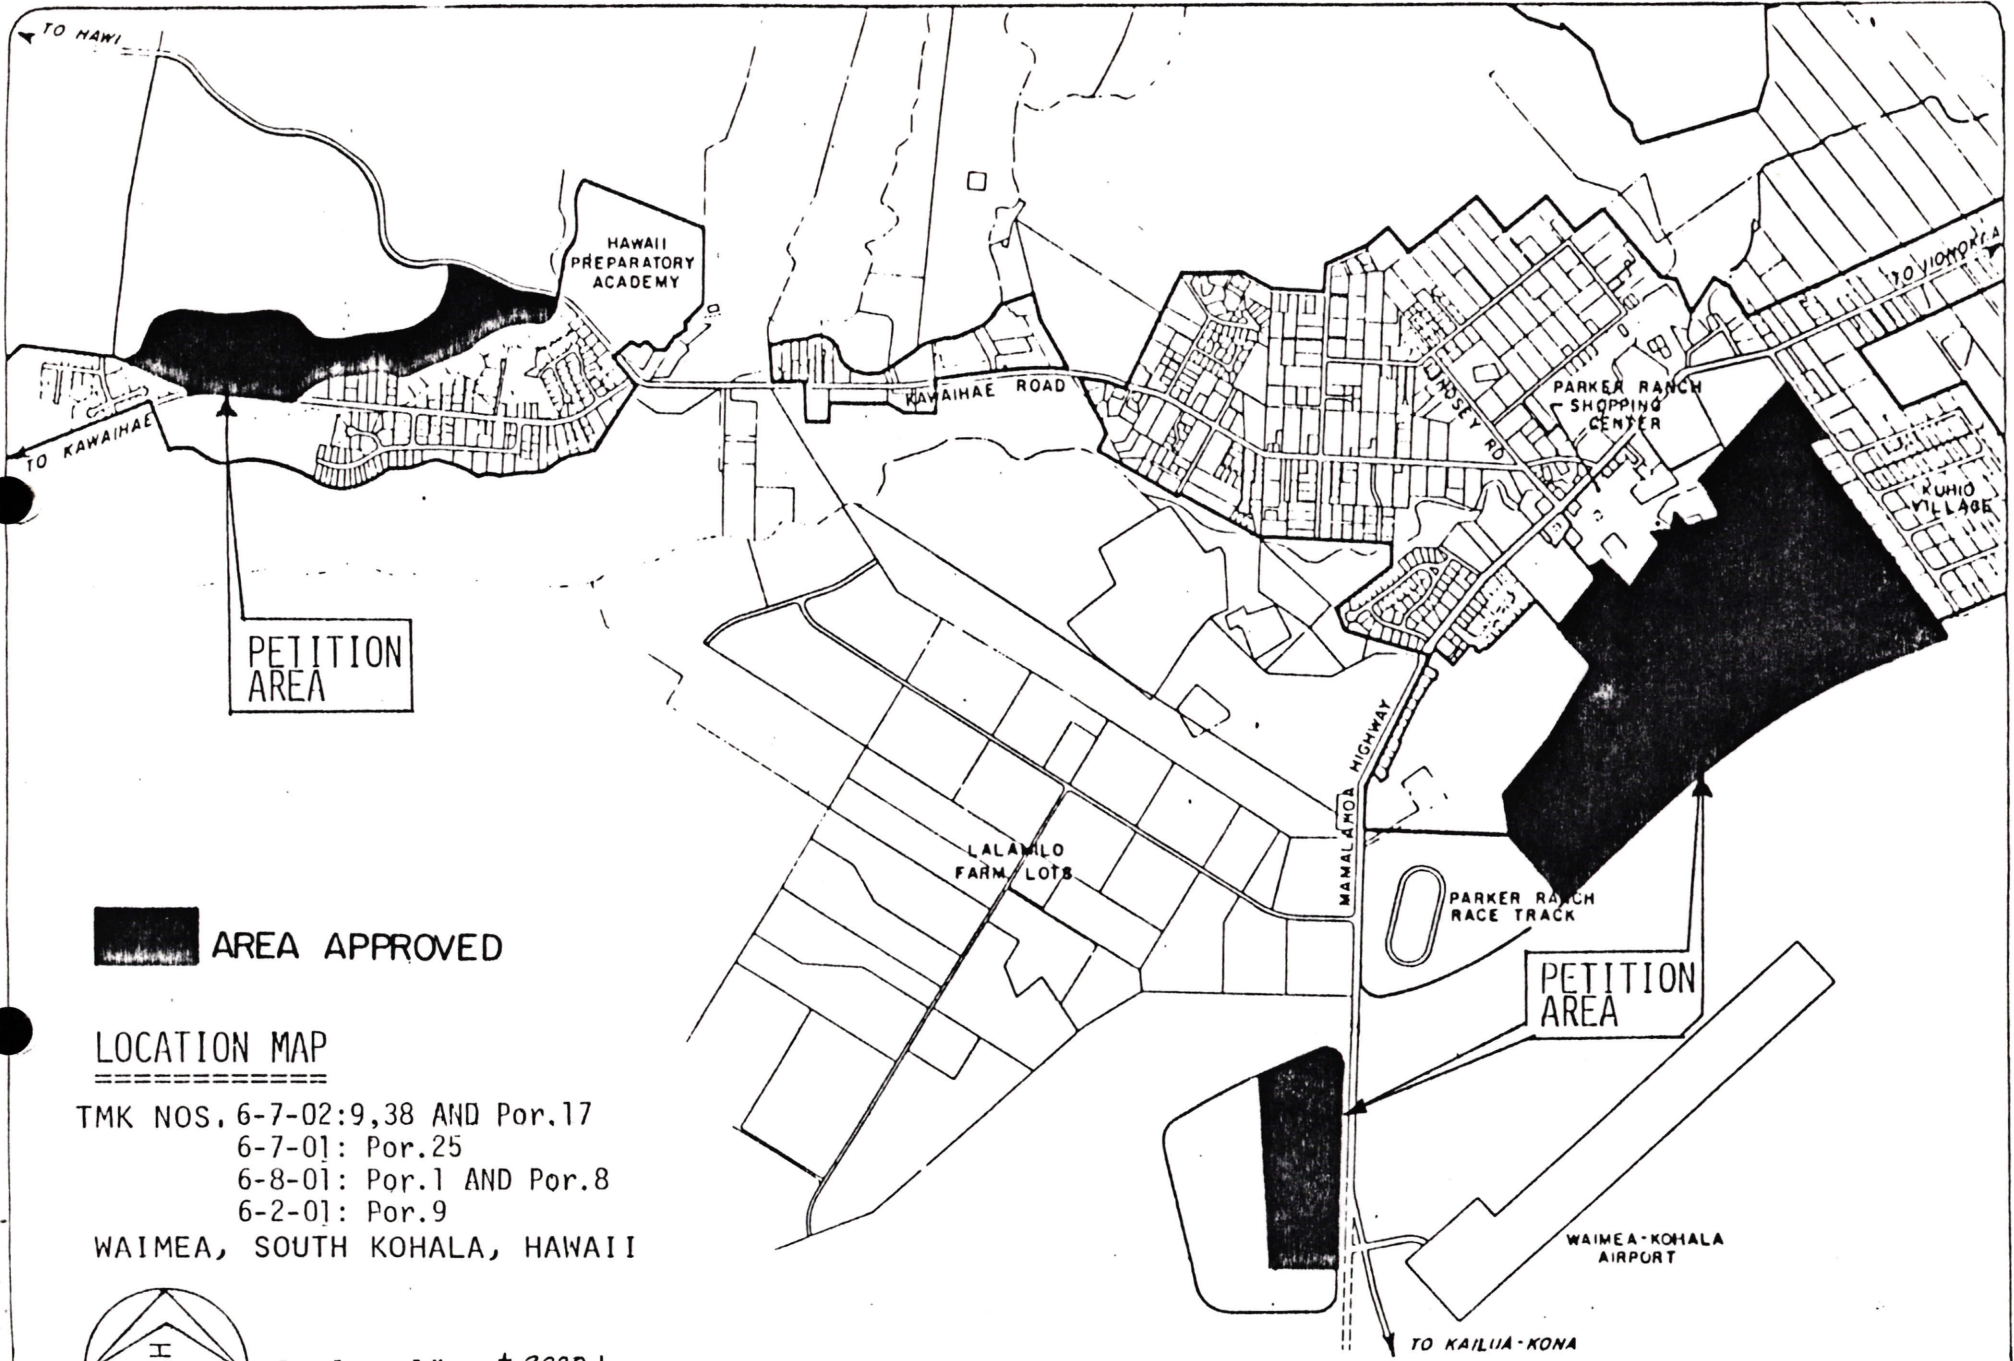 TO HAWI
HAWAII
PREPARATORY
ACADEMY
KAWAIHAE ROAD
TO KAWAIHAE
LINDSEY RD
PARKER RANCH
SHOPPING
CENTER
KUHIO
VILLAGE
PETITION
AREA
MAMALAHOA HIGHWAY
LALAMILO
FARM LOTS
PARKER RANCH
RACE TRACK
AREA APPROVED
PETITION
AREA
LOCATION MAP
TMK NOS. 6-7-02:9,38 AND Por.17
6-7-01: Por.25
6-8-01: Por.1 AND Por.8
6-2-01: Por.9
WAIMEA, SOUTH KOHALA, HAWAII
WAIMEA-KOHALA
AIRPORT
TO KAILUA-KONA